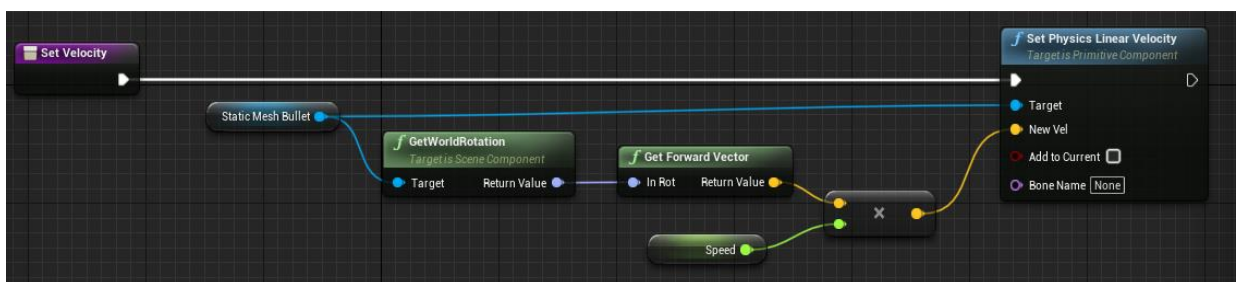 Set Velocity
Static Mesh Bullet
f GetWorldRotation
Target is Scene Component
Target Return Value
f Get Forward Vector
In Rot Return Value
Speed
×
f Set Physics Linear Velocity
Target is Primitive Component
Target
New Vel
Add to Current
Bone Name None